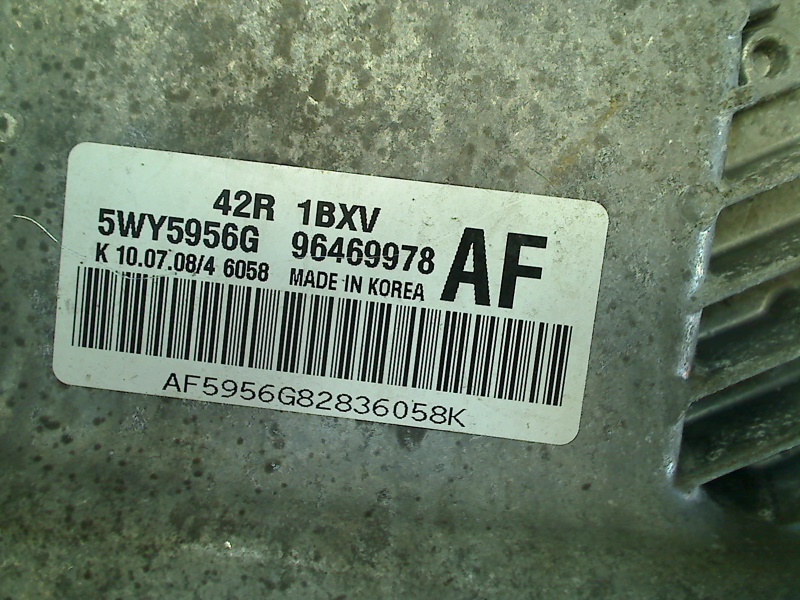 42R 1BXV
5WY5956G 96469978 AF
K 10.07.08/4 6058 MADE IN KOREA
AF5956G82836058K